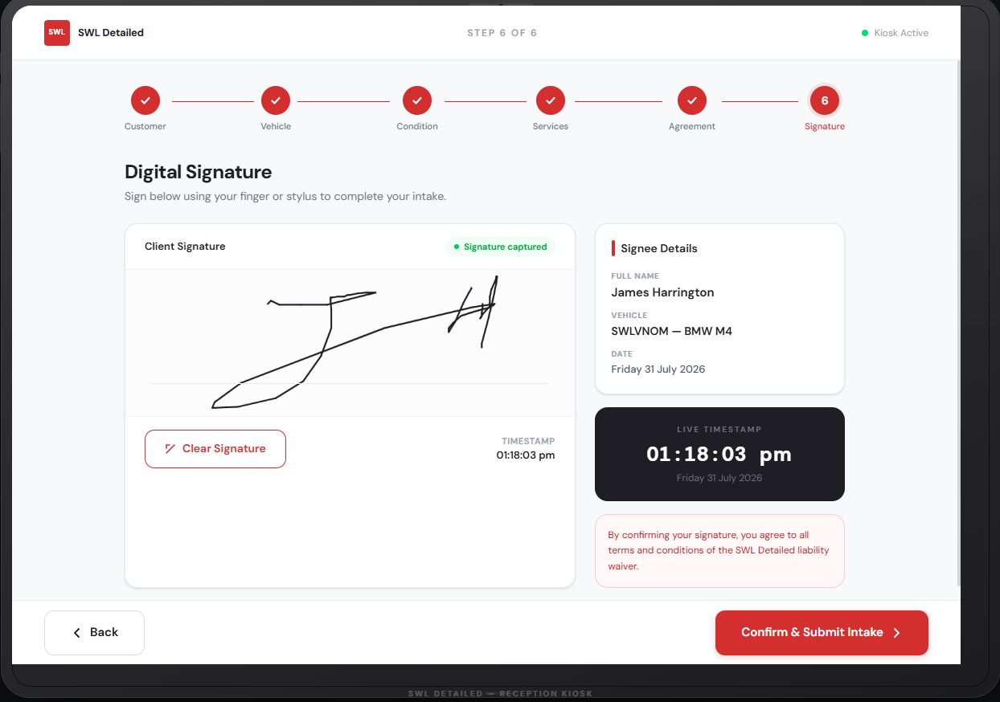 SWL
SWL Detailed
STEP 6 OF 6
Kiosk Active
6
Customer
Vehicle
Condition
Services
Agreement
Signature
Digital Signature
Sign below using your finger or stylus to complete your intake.
Client Signature
Signature captured
Clear Signature
TIMESTAMP
01:18:03 pm
Signee Details
FULL NAME
James Harrington
VEHICLE
SWLVNOM — BMW M4
DATE
Friday 31 July 2026
LIVE TIMESTAMP
01:18:03 pm
Friday 31 July 2026
By confirming your signature, you agree to all
terms and conditions of the SWL Detailed liability
waiver.
Back
Confirm & Submit Intake
SWL DETAILED — RECEPTION KIOSK